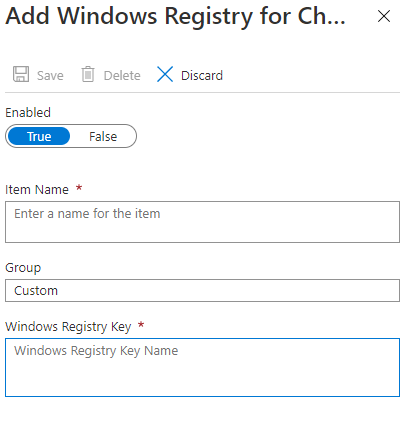 Add Windows Registry for Ch...
Save Delete Discard
Enabled
True False
Item Name *
Enter a name for the item
Group
Custom
Windows Registry Key *
Windows Registry Key Name